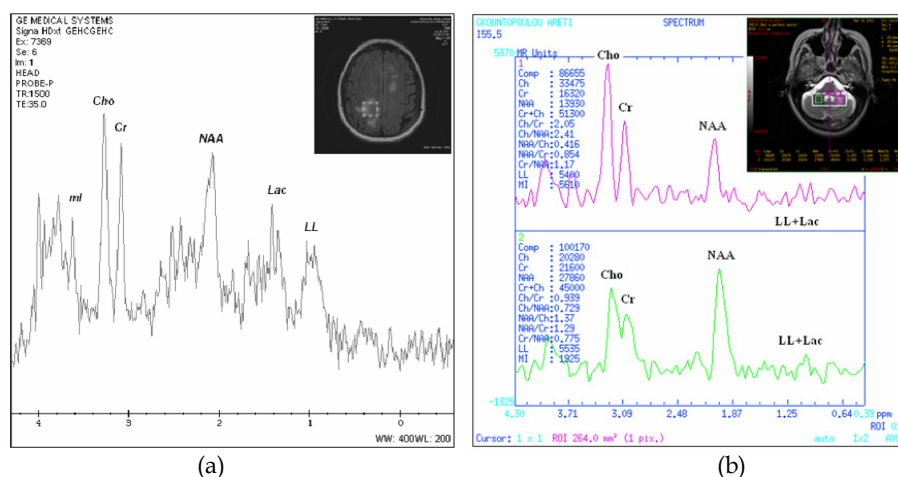 GE MEDICAL SYSTEMS
Signa HDxt GEHCGEHC
Ex: 7369
Se: 6
Im: 1
HEAD
PROBE-P
TR:1500
TE:35.0
Cho
Cr
NAA
mI
Lac
LL
4 3 2 1 0
WW: 400WL: 200
(a)
GKOUNTOPOULOU ARETI SPECTRUM
I55.5
5370 MR Units
1
Comp : 86655
Ch : 33475
Cr : 16320
NAA : 13930
Cr+Ch : 51300
Ch/Cr : 2.05
Ch/NAA: 2.41
NAA/Ch: 0.416
NAA/Cr: 0.854
Cr/NAA: 1.17
LL : 5400
MI : 5610
Cho
Cr
NAA
LL+Lac
2
Comp : 100170
Ch : 20280
Cr : 21600
NAA : 27860
Cr+Ch : 45000
Ch/Cr : 0.939
Ch/NAA: 0.729
NAA/Ch: 1.37
NAA/Cr: 1.29
Cr/NAA: 0.775
LL : 5535
MI : 1925
Cho
Cr
NAA
LL+Lac
-1325
4.30 3.71 3.09 2.48 1.87 1.25 0.64 0.39 ppm
ROI
Cursor: 1 x 1 ROI 264.0 mm² (1 pix.) auto 1x2
(b)